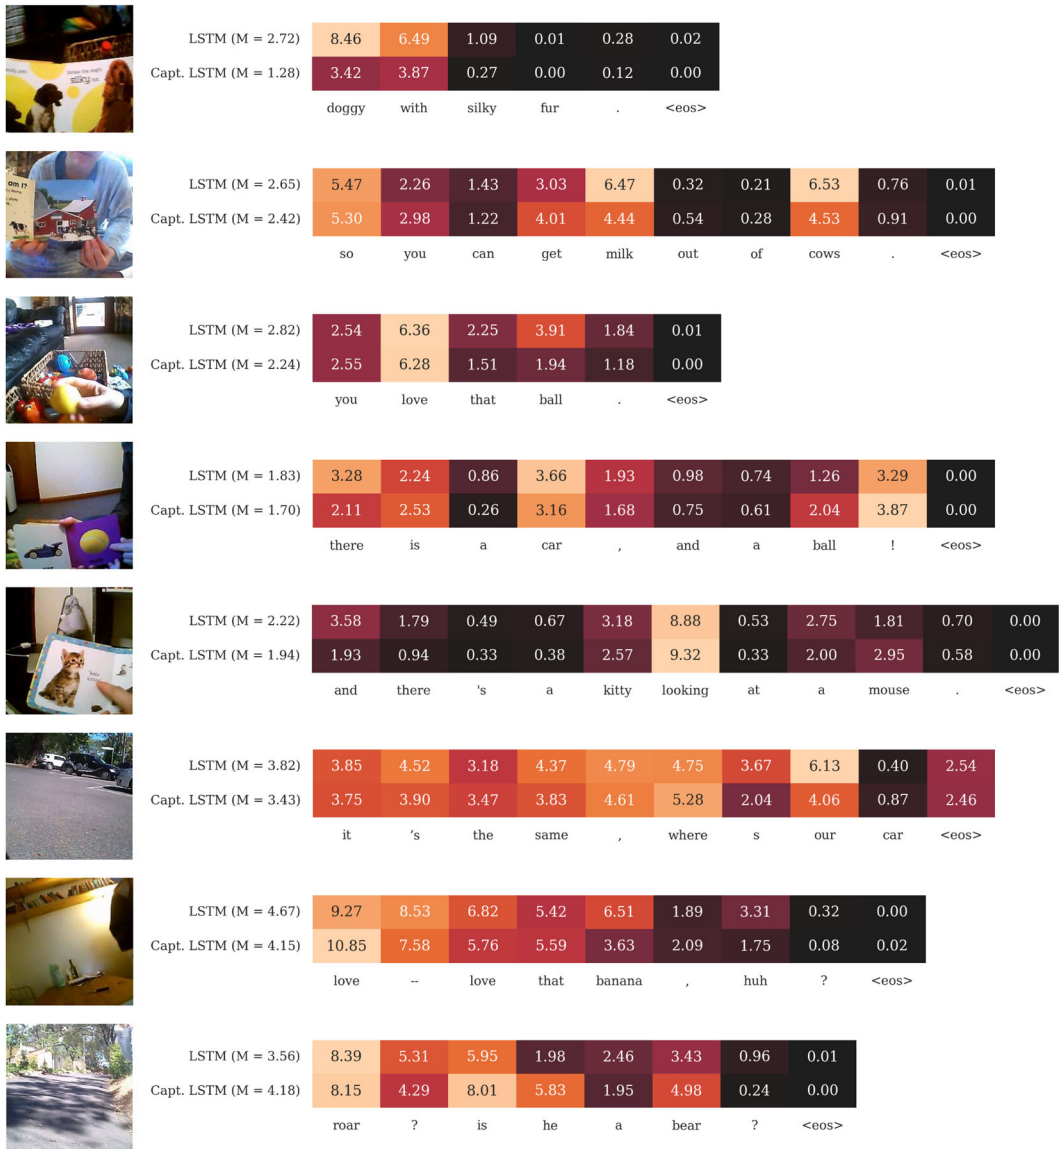 silky
LSTM (M = 2.72) 8.46 6.49 1.09 0.01 0.28 0.02
Capt. LSTM (M = 1.28) 3.42 3.87 0.27 0.00 0.12 0.00
doggy with silky fur . <eos>
am I?
LSTM (M = 2.65) 5.47 2.26 1.43 3.03 6.47 0.32 0.21 6.53 0.76 0.01
Capt. LSTM (M = 2.42) 5.30 2.98 1.22 4.01 4.44 0.54 0.28 4.53 0.91 0.00
so you can get milk out of cows . <eos>
LSTM (M = 2.82) 2.54 6.36 2.25 3.91 1.84 0.01
Capt. LSTM (M = 2.24) 2.55 6.28 1.51 1.94 1.18 0.00
you love that ball . <eos>
LSTM (M = 1.83) 3.28 2.24 0.86 3.66 1.93 0.98 0.74 1.26 3.29 0.00
Capt. LSTM (M = 1.70) 2.11 2.53 0.26 3.16 1.68 0.75 0.61 2.04 3.87 0.00
there is a car , and a ball ! <eos>
LSTM (M = 2.22) 3.58 1.79 0.49 0.67 3.18 8.88 0.53 2.75 1.81 0.70 0.00
Capt. LSTM (M = 1.94) 1.93 0.94 0.33 0.38 2.57 9.32 0.33 2.00 2.95 0.58 0.00
and there 's a kitty looking at a mouse . <eos>
LSTM (M = 3.82) 3.85 4.52 3.18 4.37 4.79 4.75 3.67 6.13 0.40 2.54
Capt. LSTM (M = 3.43) 3.75 3.90 3.47 3.83 4.61 5.28 2.04 4.06 0.87 2.46
it ’s the same , where s our car <eos>
LSTM (M = 4.67) 9.27 8.53 6.82 5.42 6.51 1.89 3.31 0.32 0.00
Capt. LSTM (M = 4.15) 10.85 7.58 5.76 5.59 3.63 2.09 1.75 0.08 0.02
love -- love that banana , huh ? <eos>
LSTM (M = 3.56) 8.39 5.31 5.95 1.98 2.46 3.43 0.96 0.01
Capt. LSTM (M = 4.18) 8.15 4.29 8.01 5.83 1.95 4.98 0.24 0.00
roar ? is he a bear ? <eos>